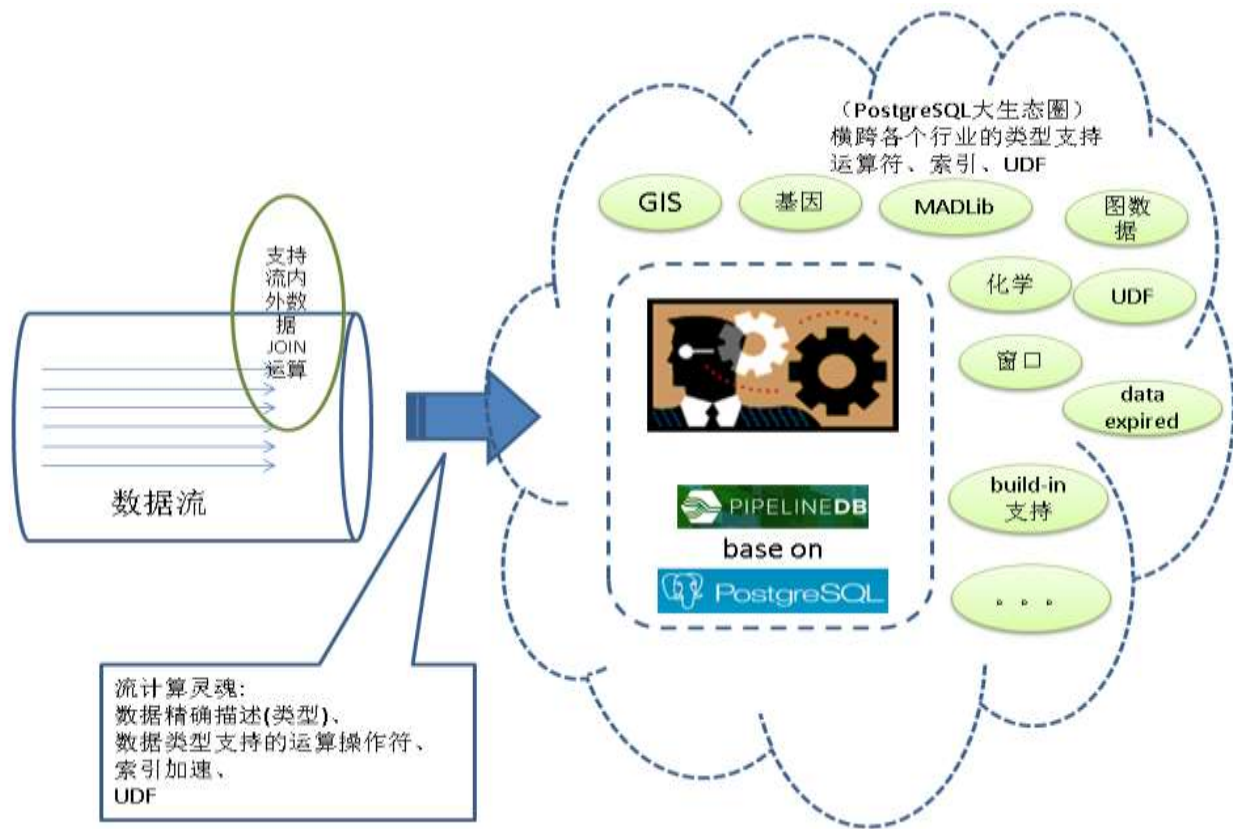 （PostgreSQL大生态圈）
横跨各个行业的类型支持
运算符、索引、UDF
GIS
基因
MADLib
图数
据
化学
UDF
窗口
data
expired
build-in
支持
。。。
支持
流内
外数
据
JOIN
运算
数据流
PIPELINEDB
base on
PostgreSQL
流计算灵魂:
数据精确描述(类型)、
数据类型支持的运算操作符、
索引加速、
UDF